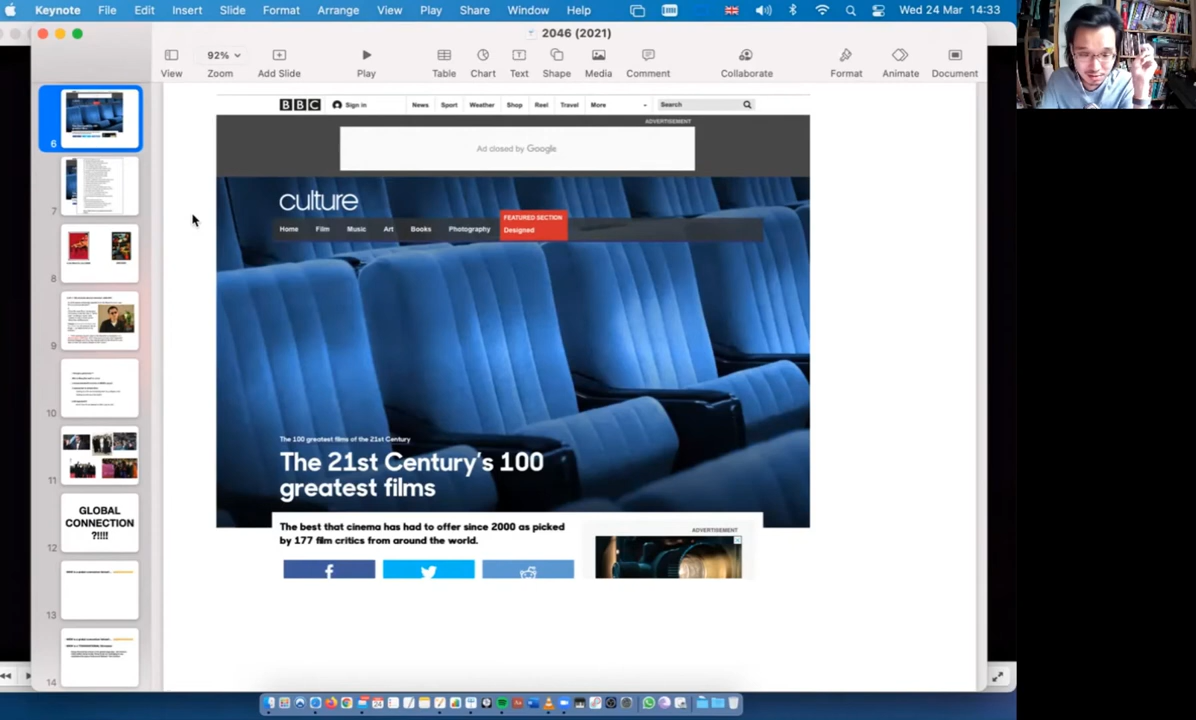 Keynote File Edit Insert Slide Format Arrange View Play Share Window Help Wed 24 Mar 14:33
2046 (2021)
92%
View Zoom Add Slide Play Table Chart Text Shape Media Comment Collaborate Format Animate Document
BBC Sign in News Sport Weather Shop Reel Travel More Search
ADVERTISEMENT
Ad closed by Google
culture
FEATURED SECTION
Home Film Music Art Books Photography Designed
The 100 greatest films of the 21st Century
The 21st Century's 100
greatest films
The best that cinema has had to offer since 2000 as picked
by 177 film critics from around the world.
ADVERTISEMENT
6
7
8
9
10
11
GLOBAL
CONNECTION
?!!!!
12
13
14